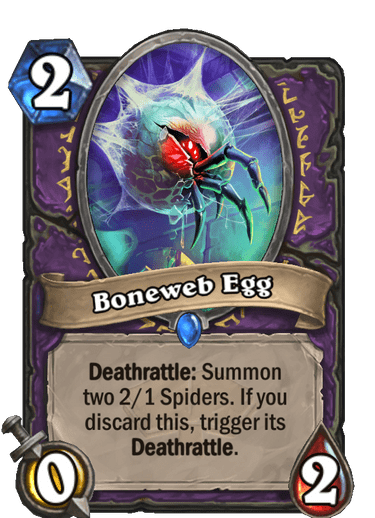 2
Boneweb Egg
Deathrattle: Summon
two 2/1 Spiders. If you
discard this, trigger its
Deathrattle.
0
2